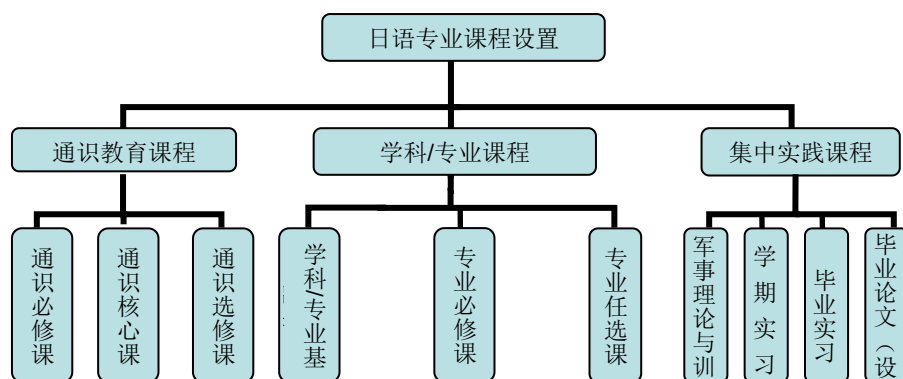 日语专业课程设置
通识教育课程
学科/专业课程
集中实践课程
通识必修课
通识核心课
通识选修课
学科/专业基
专业必修课
专业任选课
军事理论与训
学期实习
毕业实习
毕业论文（设